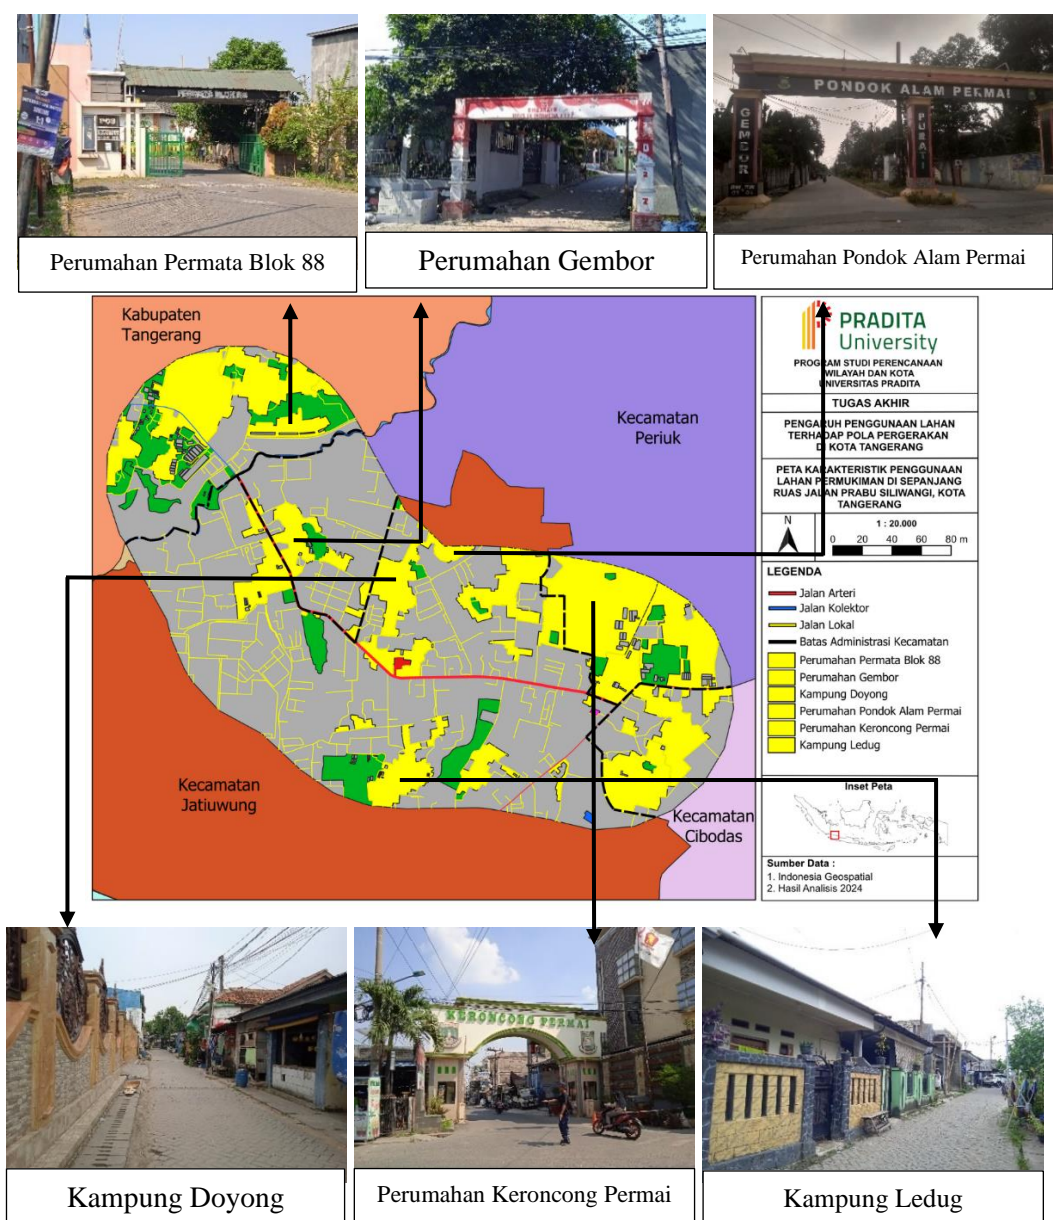 PONDOK ALAM PERMAI
GEMBOR
PURATI
Perumahan Permata Blok 88
Perumahan Gembor
Perumahan Pondok Alam Permai
Kabupaten
Tangerang
Kecamatan
Periuk
Kecamatan
Jatiuwung
Kecamatan
Cibodas
PRADITA
University
PROGRAM STUDI PERENCANAAN
WILAYAH DAN KOTA
UNIVERSITAS PRADITA
TUGAS AKHIR
PENGARUH PENGGUNAAN LAHAN
TERHADAP POLA PERGERAKAN
DI KOTA TANGERANG
PETA KARAKTERISTIK PENGGUNAAN
LAHAN PERMUKIMAN DI SEPANJANG
RUAS JALAN PRABU SILIWANGI, KOTA
TANGERANG
N
1 : 20.000
0 20 40 60 80 m
LEGENDA
Jalan Arteri
Jalan Kolektor
Jalan Lokal
Batas Administrasi Kecamatan
Perumahan Permata Blok 88
Perumahan Gembor
Kampung Doyong
Perumahan Pondok Alam Permai
Perumahan Keroncong Permai
Kampung Ledug
Inset Peta
Sumber Data :
1. Indonesia Geospatial
2. Hasil Analisis 2024
KERONCONG PERMAI
Kampung Doyong
Perumahan Keroncong Permai
Kampung Ledug